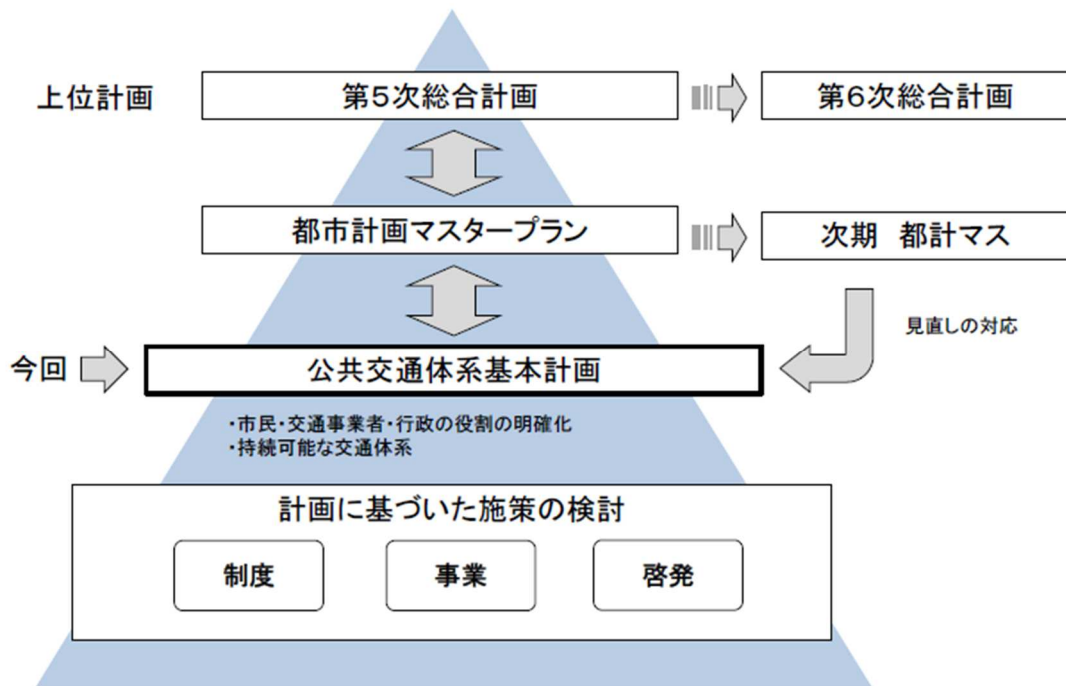 上位計画
第5次総合計画
第6次総合計画
都市計画マスタープラン
次期 都計マス
見直しの対応
今回
公共交通体系基本計画
・市民・交通事業者・行政の役割の明確化
・持続可能な交通体系
計画に基づいた施策の検討
制度
事業
啓発